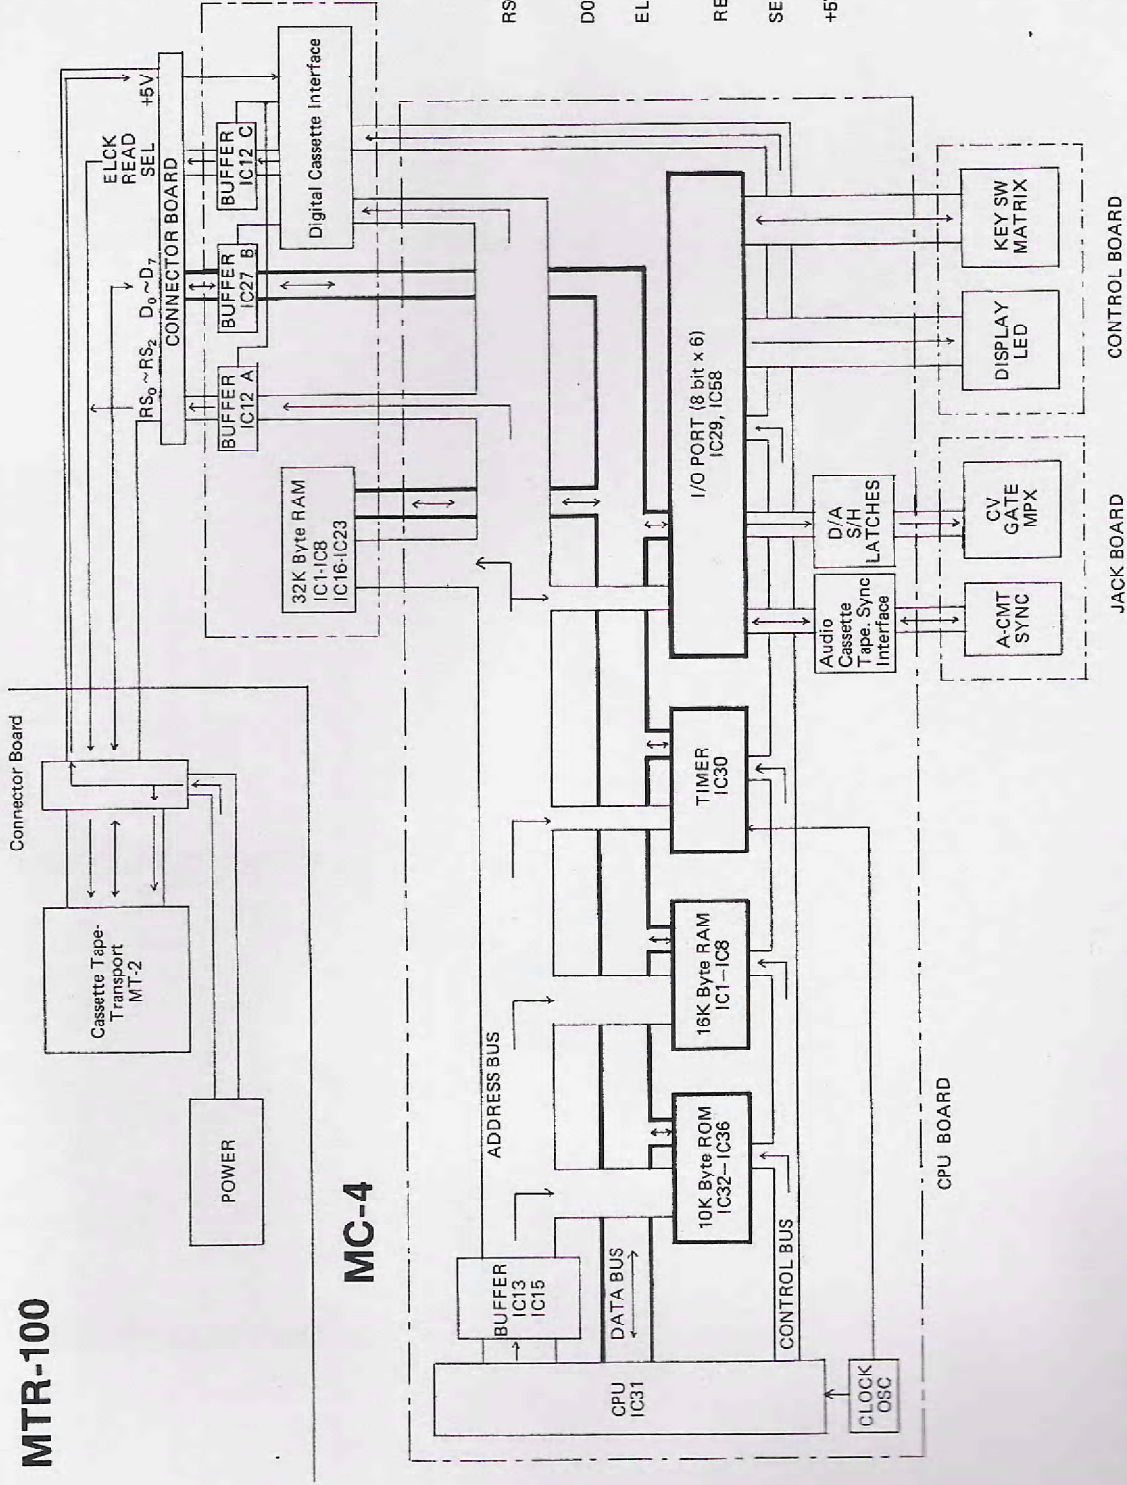 MTR-100
POWER
Cassette Tape-
Transport
MT-2
Connector Board
RS₀~RS₂
D₀~D₇
ELCK
READ
SEL
+5V
CONNECTOR BOARD
BUFFER
IC12 A
BUFFER
IC27 B
BUFFER
IC12 C
Digital Cassette Interface
32K Byte RAM
IC1-IC8
IC16-IC23
MC-4
CPU
IC31
BUFFER
IC13
IC15
ADDRESS BUS
DATA BUS
CONTROL BUS
CLOCK
OSC
10K Byte ROM
IC32–IC36
16K Byte RAM
IC1–IC8
TIMER
IC30
I/O PORT (8 bit x 6)
IC29, IC58
Audio
Cassette
Tape. Sync
Interface
D/A
S/H
LATCHES
A-CMT
SYNC
CV
GATE
MPX
DISPLAY
LED
KEY SW
MATRIX
CPU BOARD
JACK BOARD
CONTROL BOARD
RS
D0
EL
RE
SE
+5